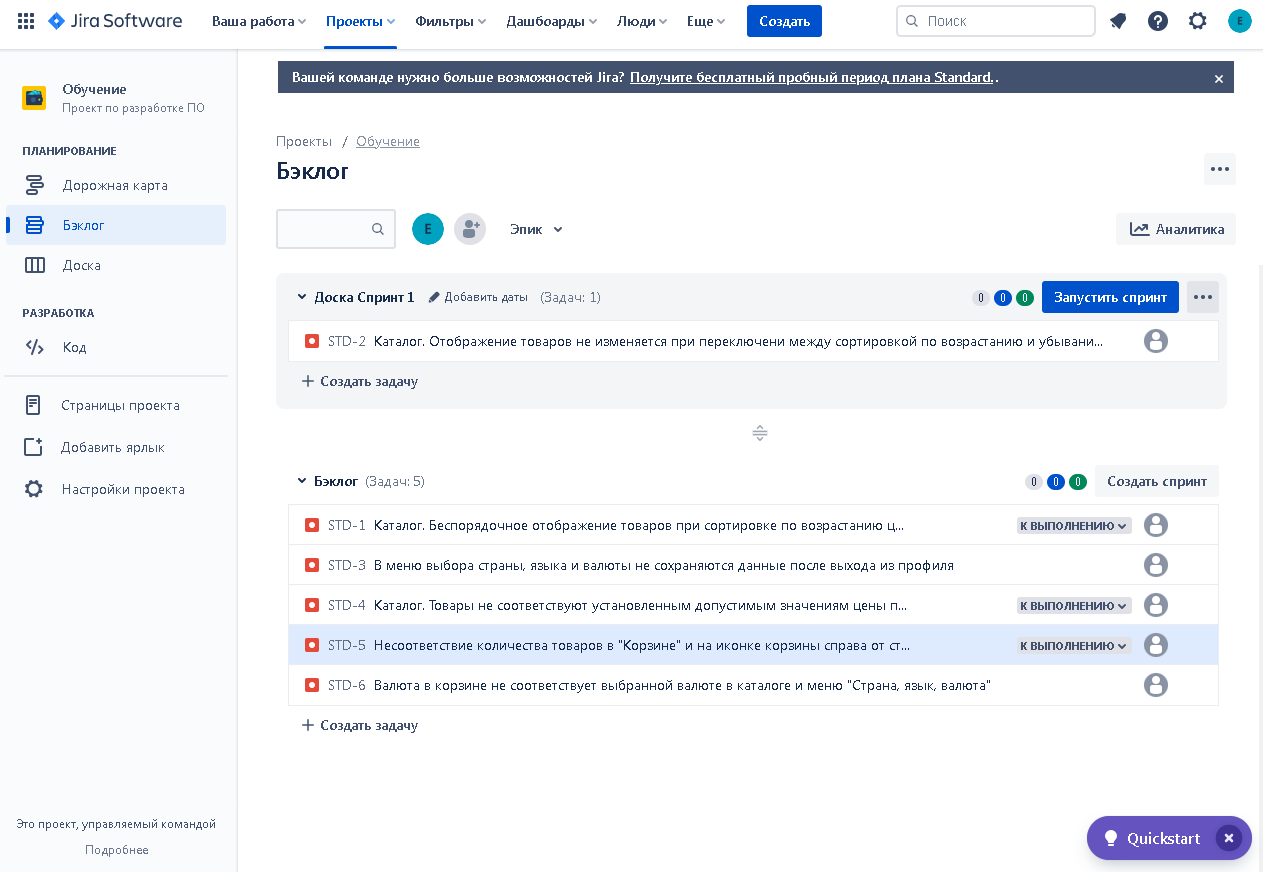 Jira Software Ваша работа Проекты Фильтры Дашборды Люди Еще Создать Поиск E
Вашей команде нужно больше возможностей Jira? Получите бесплатный пробный период плана Standard. .
Обучение
Проект по разработке ПО
ПЛАНИРОВАНИЕ
Дорожная карта
Бэклог
Доска
РАЗРАБОТКА
Код
Страницы проекта
Добавить ярлык
Настройки проекта
Это проект, управляемый командой
Подробнее
Проекты / Обучение
Бэклог
E Эпик Аналитика
Доска Спринт 1 Добавить даты (Задач: 1) 0 0 0 Запустить спринт
STD-2 Каталог. Отображение товаров не изменяется при переключени между сортировкой по возрастанию и убывани...
Создать задачу
Бэклог (Задач: 5) 0 0 0 Создать спринт
STD-1 Каталог. Беспорядочное отображение товаров при сортировке по возрастанию ц... К ВЫПОЛНЕНИЮ
STD-3 В меню выбора страны, языка и валюты не сохраняются данные после выхода из профиля
STD-4 Каталог. Товары не соответствуют установленным допустимым значениям цены п... К ВЫПОЛНЕНИЮ
STD-5 Несоответствие количества товаров в "Корзине" и на иконке корзины справа от ст... К ВЫПОЛНЕНИЮ
STD-6 Валюта в корзине не соответствует выбранной валюте в каталоге и меню "Страна, язык, валюта"
Создать задачу
Quickstart